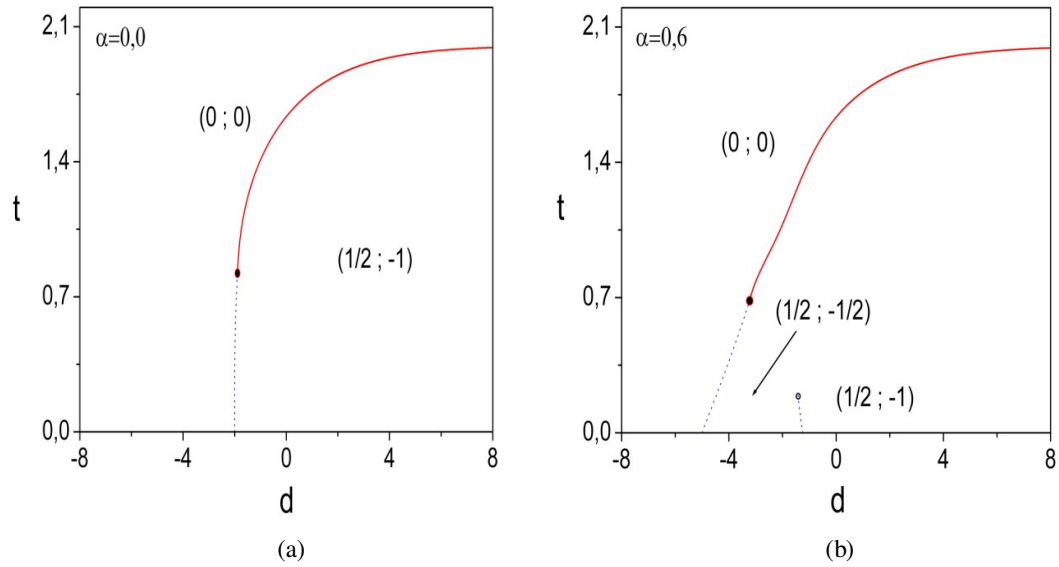 α=0,0
2,1
1,4
0,7
0,0
t
(0 ; 0)
(1/2 ; -1)
-8 -4 0 4 8
d
(a)
α=0,6
2,1
1,4
0,7
0,0
t
(0 ; 0)
(1/2 ; -1/2)
(1/2 ; -1)
-8 -4 0 4 8
d
(b)